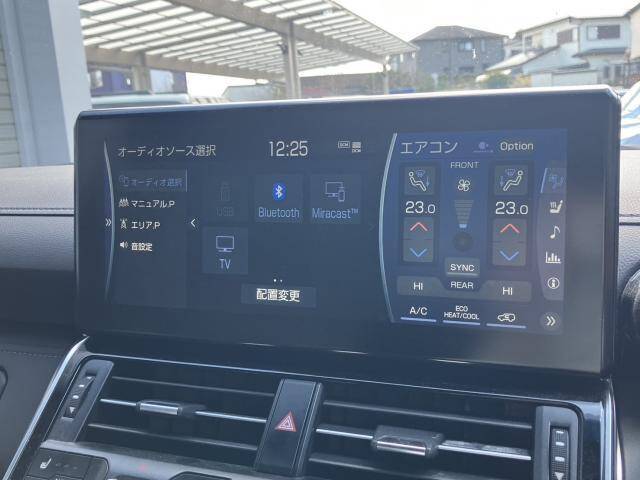 オーディオソース選択
12:25
DCM
オーディオ選択
マニュアル.P
エリア.P
音設定
USB
Bluetooth
Miracast™
TV
配置変更
エアコン
Option
FRONT
23.0
23.0
SYNC
HI
REAR
HI
A/C
ECO
HEAT/COOL